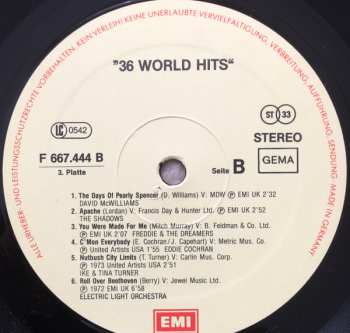 ALLE URHEBER- UND LEISTUNGSSCHUTZRECHTE VORBEHALTEN. KEIN VERLEIH! KEINE UNERLAUBTE VERVIELFÄLTIGUNG, VERMIETUNG, AUFFÜHRUNG, SENDUNG. MADE IN GERMANY
"36 WORLD HITS"
LC 0542
ST 33
STEREO
F 667.444 B
3. Platte
Seite B
GEMA
1. The Days Of Pearly Spencer (D. Williams) V: MDW Ⓟ EMI UK 2'32
DAVID McWILLIAMS
2. Apache (Lordan) V: Francis Day & Hunter Ltd. Ⓟ EMI UK 2'52
THE SHADOWS
3. You Were Made For Me (Mitch Murray) V: B. Feldman & Co. Ltd.
Ⓟ EMI UK 2'07 FREDDIE & THE DREAMERS
4. C'Mon Everybody (E. Cochran/J. Capehart) V: Metric Mus. Co.
Ⓟ United Artists USA 1'55 EDDIE COCHRAN
5. Nutbush City Limits (T. Turner) V: Carlin Mus. Corp.
Ⓟ 1973 United Artists USA 2'51
IKE & TINA TURNER
6. Roll Over Beethoven (Berry) V: Jewel Music Ltd.
Ⓟ 1972 EMI UK 6'58
ELECTRIC LIGHT ORCHESTRA
EMI